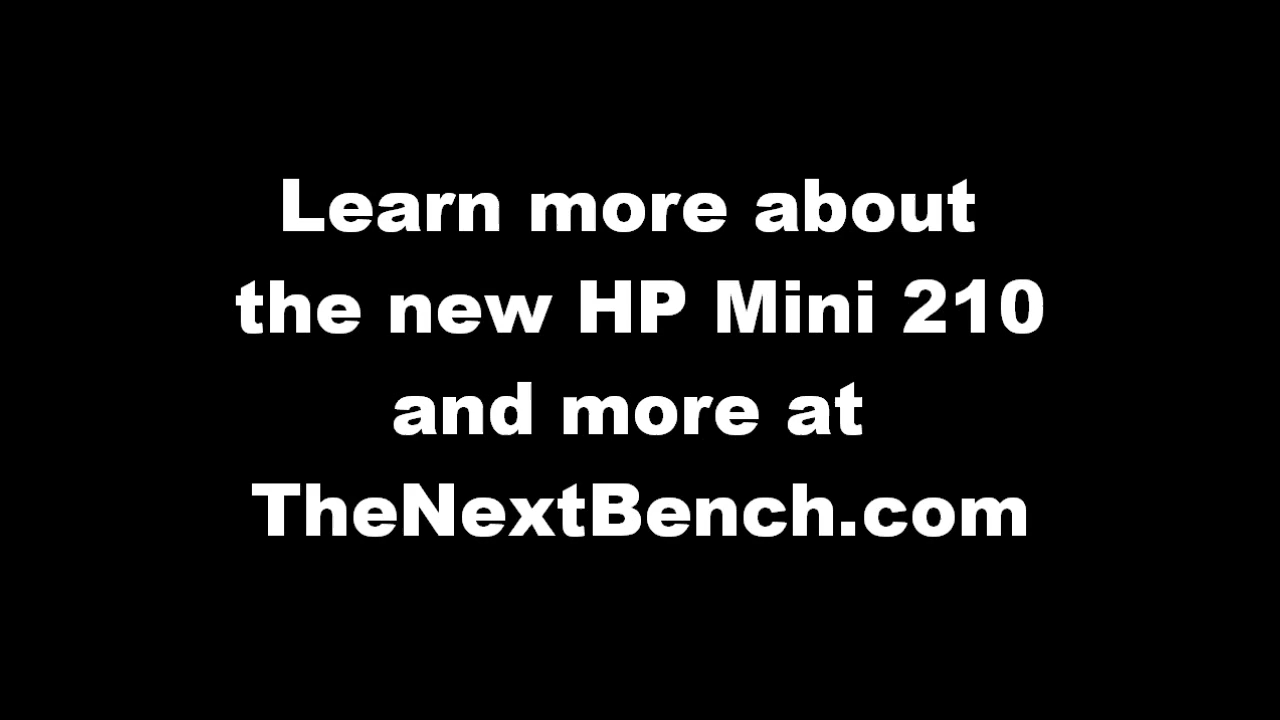 Learn more about
the new HP Mini 210
and more at
TheNextBench.com